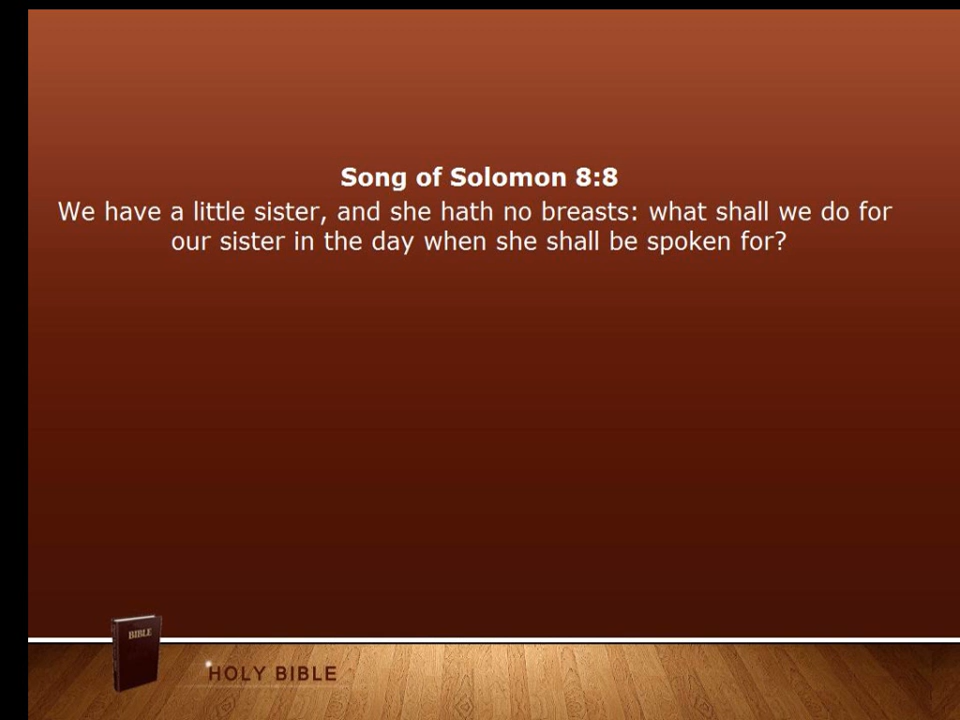 Song of Solomon 8:8
We have a little sister, and she hath no breasts: what shall we do for
our sister in the day when she shall be spoken for?
BIBLE
HOLY BIBLE